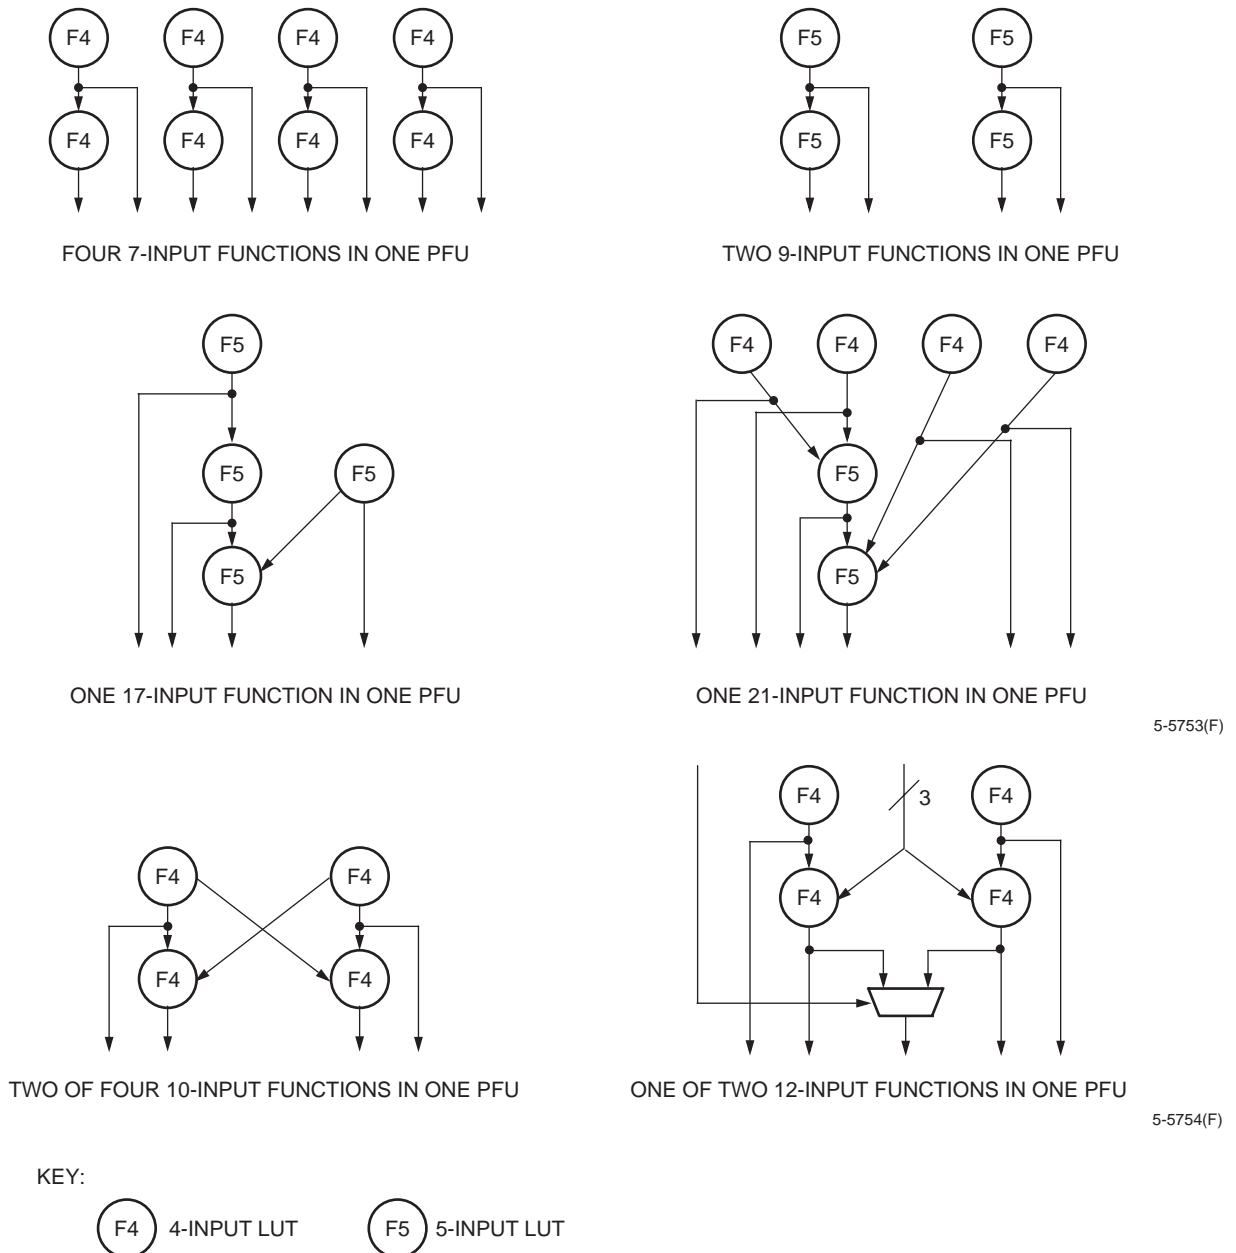 F4 F4 F4 F4 F5 F5
F4 F4 F4 F4 F5 F5
FOUR 7-INPUT FUNCTIONS IN ONE PFU
TWO 9-INPUT FUNCTIONS IN ONE PFU
F5
F5 F5
F5
ONE 17-INPUT FUNCTION IN ONE PFU
F4 F4 F4 F4
F5
F5
ONE 21-INPUT FUNCTION IN ONE PFU
5-5753(F)
F4 F4
F4 F4
TWO OF FOUR 10-INPUT FUNCTIONS IN ONE PFU
F4 3 F4
F4 F4
ONE OF TWO 12-INPUT FUNCTIONS IN ONE PFU
5-5754(F)
KEY:
F4 4-INPUT LUT F5 5-INPUT LUT